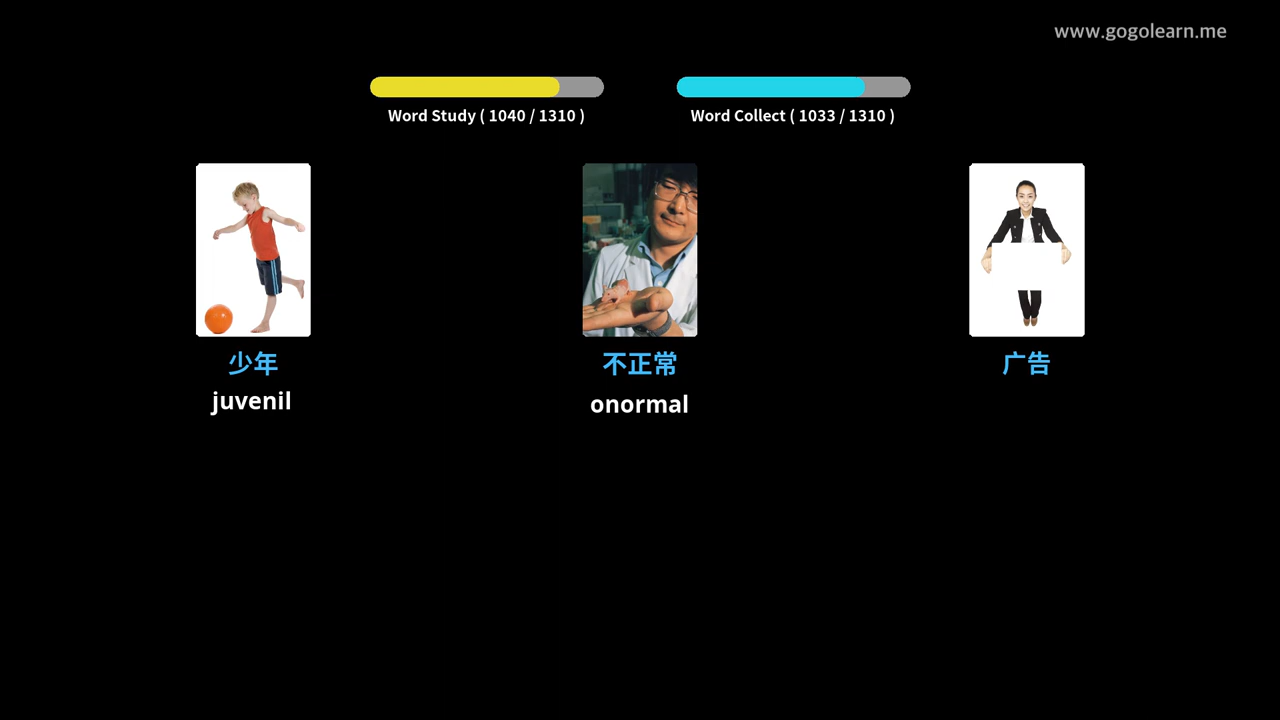 www.gogolearn.me
Word Study ( 1040 / 1310 )
Word Collect ( 1033 / 1310 )
少年
不正常
广告
juvenil
onormal